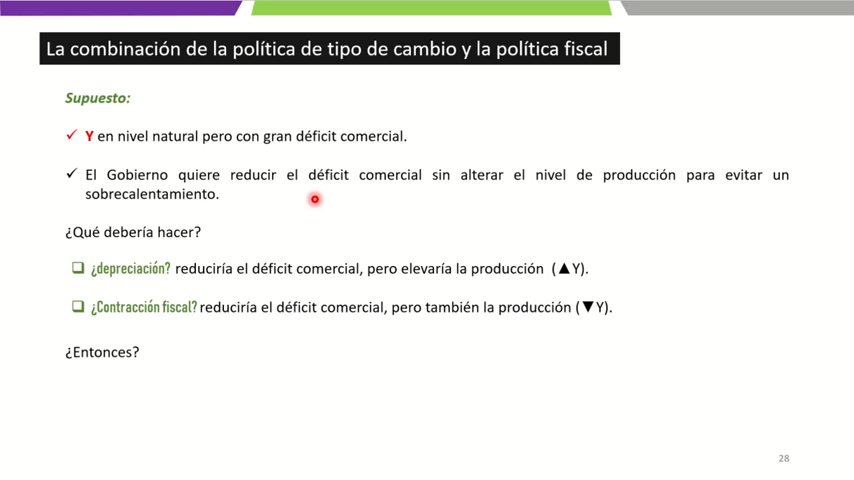 La combinación de la política de tipo de cambio y la política fiscal
Supuesto:
✓ Y en nivel natural pero con gran déficit comercial.
✓ El Gobierno quiere reducir el déficit comercial sin alterar el nivel de producción para evitar un
sobrecalentamiento.
¿Qué debería hacer?
❑ ¿depreciación? reduciría el déficit comercial, pero elevaría la producción (▲Y).
❑ ¿Contracción fiscal? reduciría el déficit comercial, pero también la producción (▼Y).
¿Entonces?
28